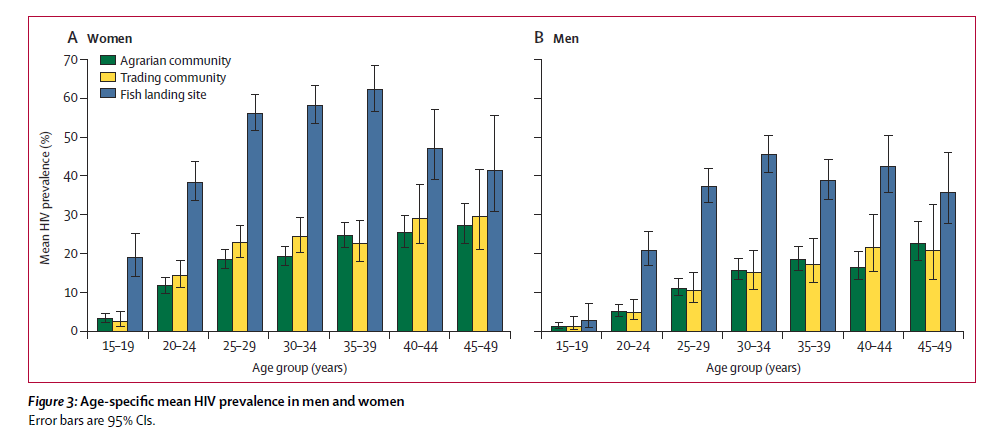 A Women
B Men
Agrarian community
Trading community
Fish landing site
Mean HIV prevalence (%)
70
60
50
40
30
20
10
0
15–19 20–24 25–29 30–34 35–39 40–44 45–49
Age group (years)
15–19 20–24 25–29 30–34 35–39 40–44 45–49
Age group (years)
Figure 3: Age-specific mean HIV prevalence in men and women
Error bars are 95% CIs.